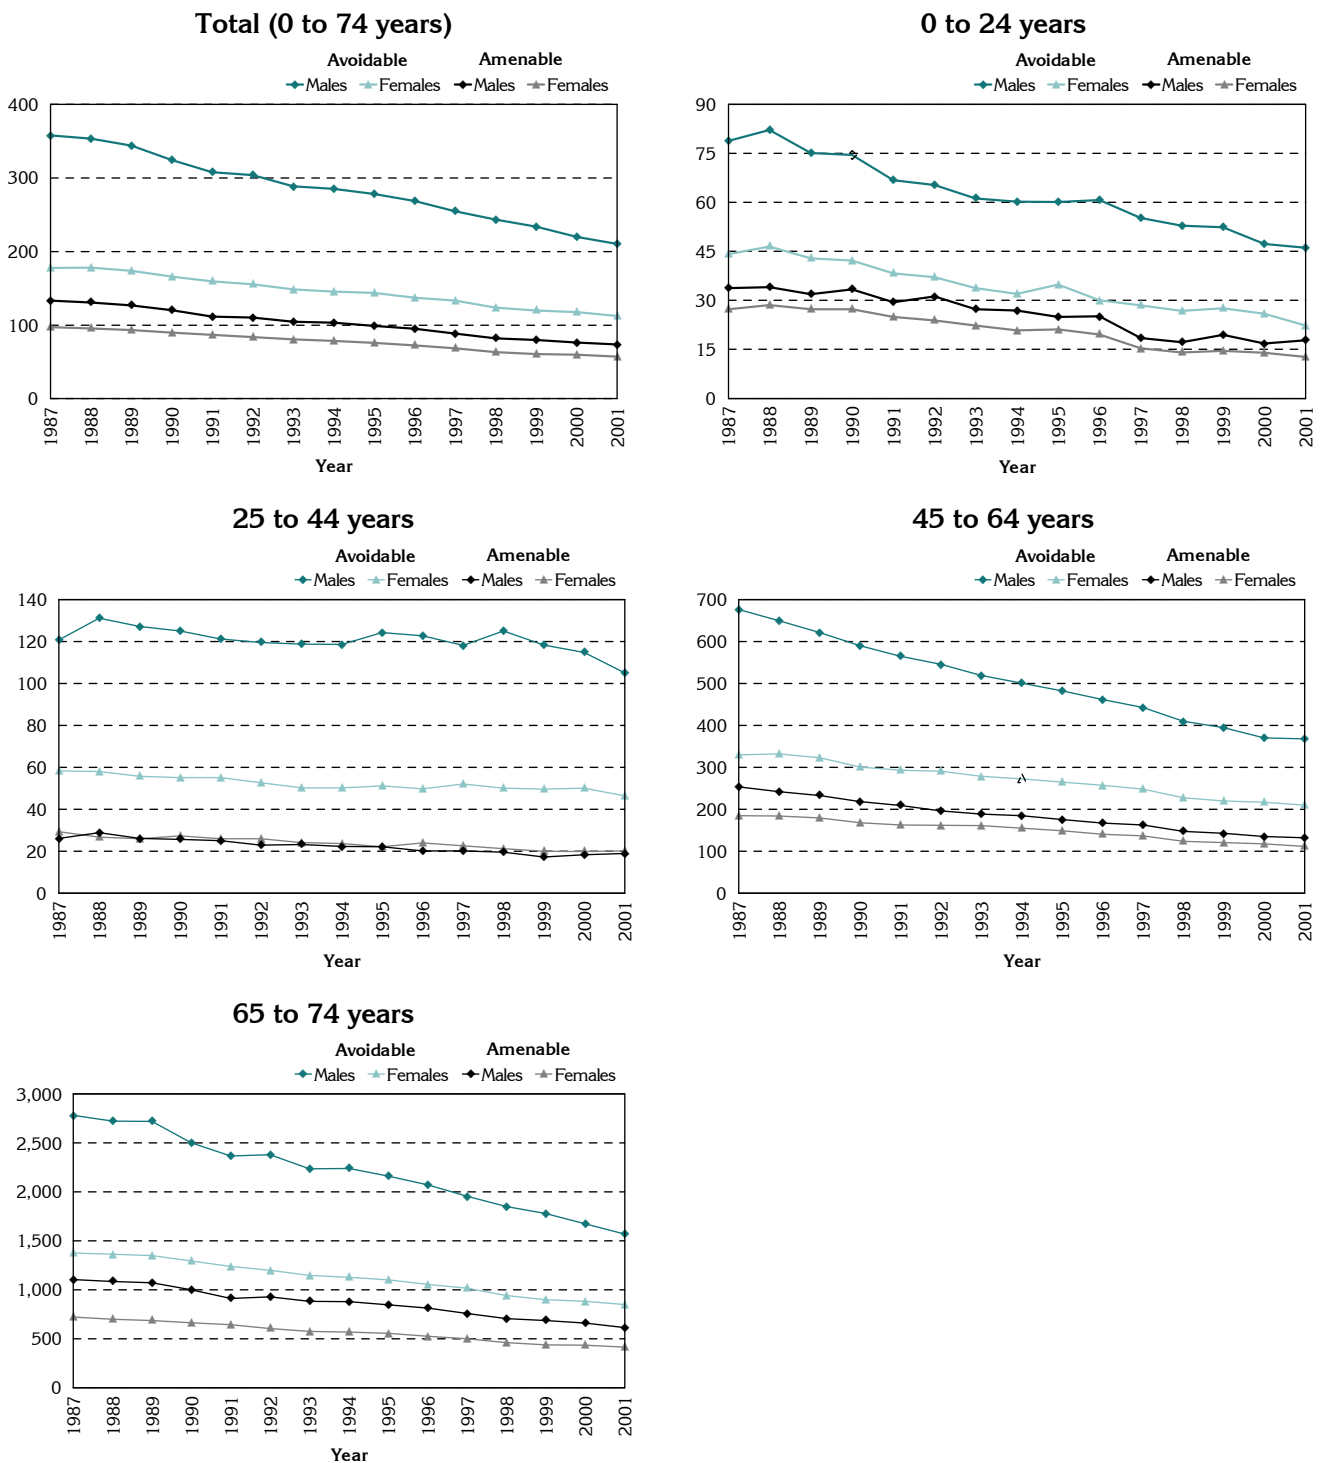 Total (0 to 74 years)
Avoidable Amenable
Males Females Males Females
400
300
200
100
0
1987 1988 1989 1990 1991 1992 1993 1994 1995 1996 1997 1998 1999 2000 2001
Year
0 to 24 years
Avoidable Amenable
Males Females Males Females
90
75
60
45
30
15
0
1987 1988 1989 1990 1991 1992 1993 1994 1995 1996 1997 1998 1999 2000 2001
Year
25 to 44 years
Avoidable Amenable
Males Females Males Females
140
120
100
80
60
40
20
0
1987 1988 1989 1990 1991 1992 1993 1994 1995 1996 1997 1998 1999 2000 2001
Year
45 to 64 years
Avoidable Amenable
Males Females Males Females
700
600
500
400
300
200
100
0
1987 1988 1989 1990 1991 1992 1993 1994 1995 1996 1997 1998 1999 2000 2001
Year
65 to 74 years
Avoidable Amenable
Males Females Males Females
3,000
2,500
2,000
1,500
1,000
500
0
1987 1988 1989 1990 1991 1992 1993 1994 1995 1996 1997 1998 1999 2000 2001
Year